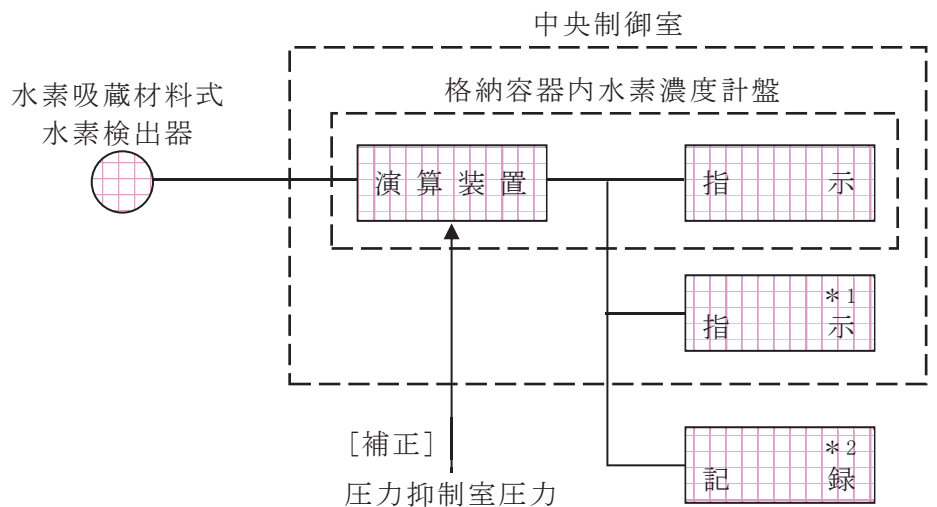 中央制御室
格納容器内水素濃度計盤
水素吸蔵材料式
水素検出器
演算装置
指示
*1
指示
*2
記録
[補正]
圧力抑制室圧力